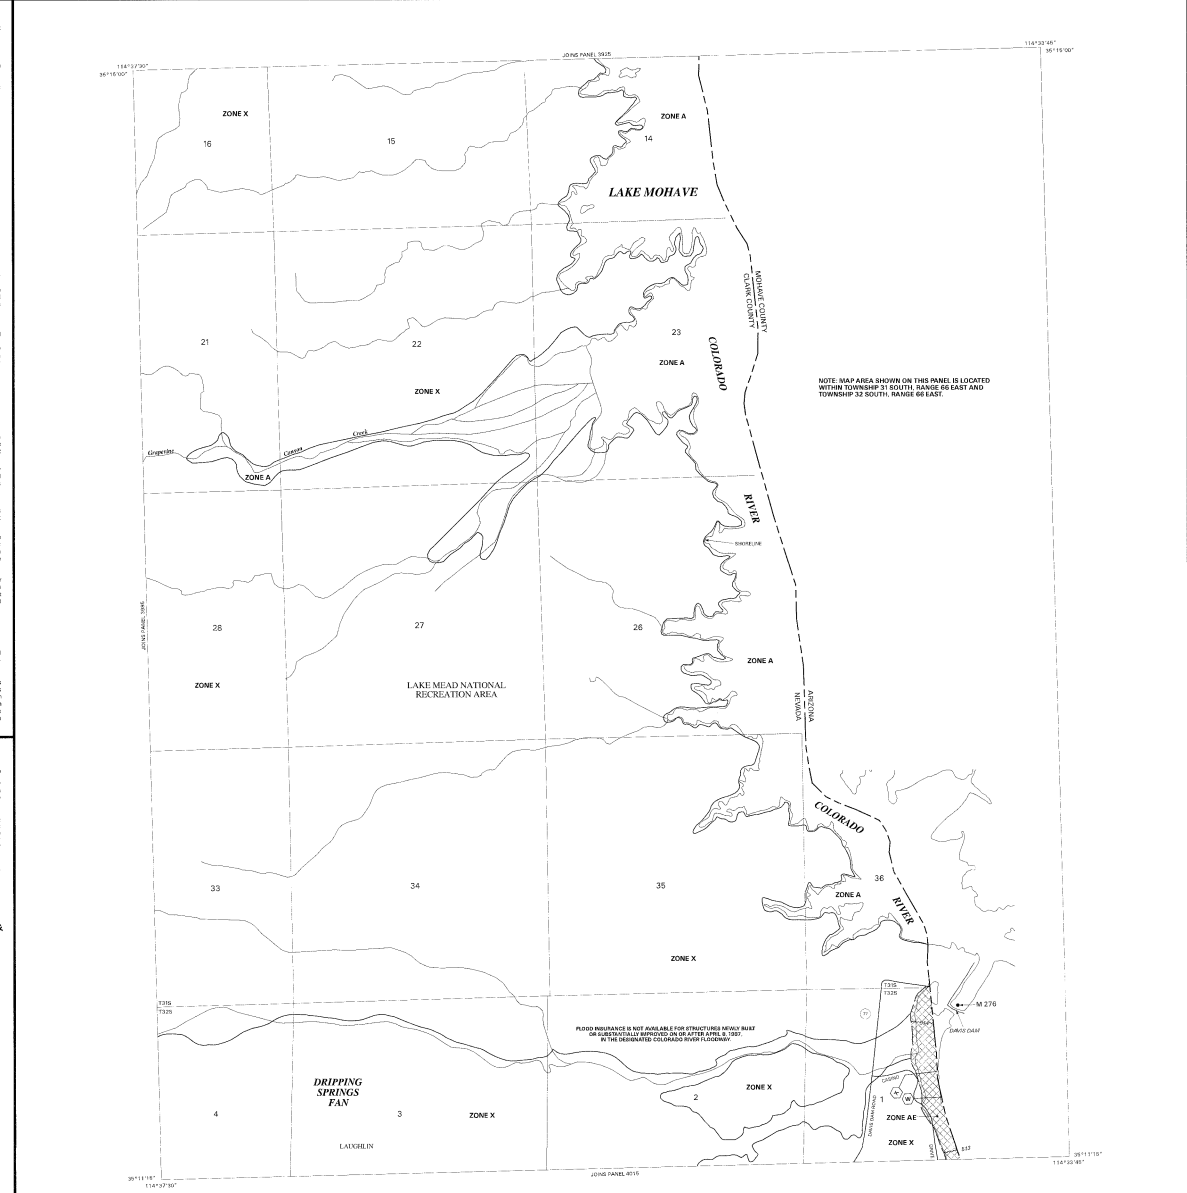 JOINS PANEL 3925
114°37'30"
35°15'00"
114°33'45"
35°15'00"
ZONE X
16
15
ZONE A
14
LAKE MOHAVE
MOHAVE COUNTY
CLARK COUNTY
21
22
23
ZONE A
COLORADO
ZONE X
NOTE: MAP AREA SHOWN ON THIS PANEL IS LOCATED
WITHIN TOWNSHIP 31 SOUTH, RANGE 66 EAST AND
TOWNSHIP 32 SOUTH, RANGE 66 EAST.
Grapevine
Canyon
Creek
ZONE A
RIVER
SHORELINE
28
27
26
ZONE X
LAKE MEAD NATIONAL
RECREATION AREA
ZONE A
ARIZONA
NEVADA
COLORADO
33
34
35
36
ZONE A
RIVER
ZONE X
T31S
T32S
T31S
T32S
M 276
DAVIS DAM
77
FLOOD INSURANCE IS NOT AVAILABLE FOR STRUCTURES NEWLY BUILT
OR SUBSTANTIALLY IMPROVED ON OR AFTER APRIL 8, 1987,
IN THE DESIGNATED COLORADO RIVER FLOODWAY.
DRIPPING
SPRINGS
FAN
ZONE X
CASINO
W
4
3
2
1
ZONE X
DAVIS DAM ROAD
ZONE AE
ZONE X
LAUGHLIN
DAVIS
513
35°11'15"
114°37'30"
JOINS PANEL 4015
35°11'15"
114°33'45"